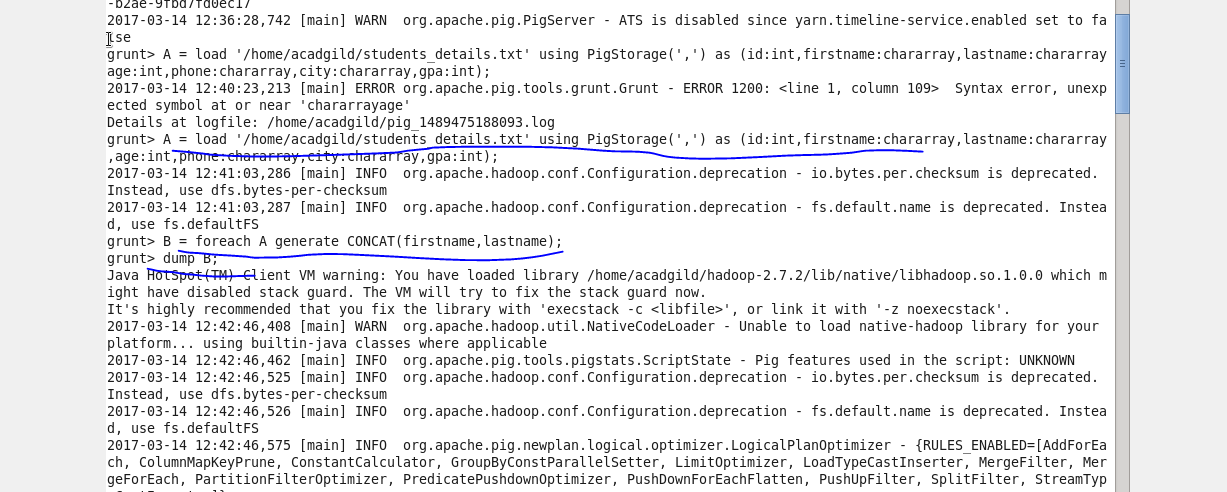 -b2ae-9fbd7fd0ec17
2017-03-14 12:36:28,742 [main] WARN  org.apache.pig.PigServer - ATS is disabled since yarn.timeline-service.enabled set to fa
lse
grunt> A = load '/home/acadgild/students_details.txt' using PigStorage(',') as (id:int,firstname:chararray,lastname:chararray
age:int,phone:chararray,city:chararray,gpa:int);
2017-03-14 12:40:23,213 [main] ERROR org.apache.pig.tools.grunt.Grunt - ERROR 1200: <line 1, column 109>  Syntax error, unexp
ected symbol at or near 'chararrayage'
Details at logfile: /home/acadgild/pig_1489475188093.log
grunt> A = load '/home/acadgild/students_details.txt' using PigStorage(',') as (id:int,firstname:chararray,lastname:chararray
,age:int,phone:chararray,city:chararray,gpa:int);
2017-03-14 12:41:03,286 [main] INFO  org.apache.hadoop.conf.Configuration.deprecation - io.bytes.per.checksum is deprecated.
Instead, use dfs.bytes-per-checksum
2017-03-14 12:41:03,287 [main] INFO  org.apache.hadoop.conf.Configuration.deprecation - fs.default.name is deprecated. Instea
d, use fs.defaultFS
grunt> B = foreach A generate CONCAT(firstname,lastname);
grunt> dump B;
Java HotSpot(TM) Client VM warning: You have loaded library /home/acadgild/hadoop-2.7.2/lib/native/libhadoop.so.1.0.0 which m
ight have disabled stack guard. The VM will try to fix the stack guard now.
It's highly recommended that you fix the library with 'execstack -c <libfile>', or link it with '-z noexecstack'.
2017-03-14 12:42:46,408 [main] WARN  org.apache.hadoop.util.NativeCodeLoader - Unable to load native-hadoop library for your
platform... using builtin-java classes where applicable
2017-03-14 12:42:46,462 [main] INFO  org.apache.pig.tools.pigstats.ScriptState - Pig features used in the script: UNKNOWN
2017-03-14 12:42:46,525 [main] INFO  org.apache.hadoop.conf.Configuration.deprecation - io.bytes.per.checksum is deprecated.
Instead, use dfs.bytes-per-checksum
2017-03-14 12:42:46,526 [main] INFO  org.apache.hadoop.conf.Configuration.deprecation - fs.default.name is deprecated. Instea
d, use fs.defaultFS
2017-03-14 12:42:46,575 [main] INFO  org.apache.pig.newplan.logical.optimizer.LogicalPlanOptimizer - {RULES_ENABLED=[AddForEa
ch, ColumnMapKeyPrune, ConstantCalculator, GroupByConstParallelSetter, LimitOptimizer, LoadTypeCastInserter, MergeFilter, Mer
geForEach, PartitionFilterOptimizer, PredicatePushdownOptimizer, PushDownForEachFlatten, PushUpFilter, SplitFilter, StreamTyp